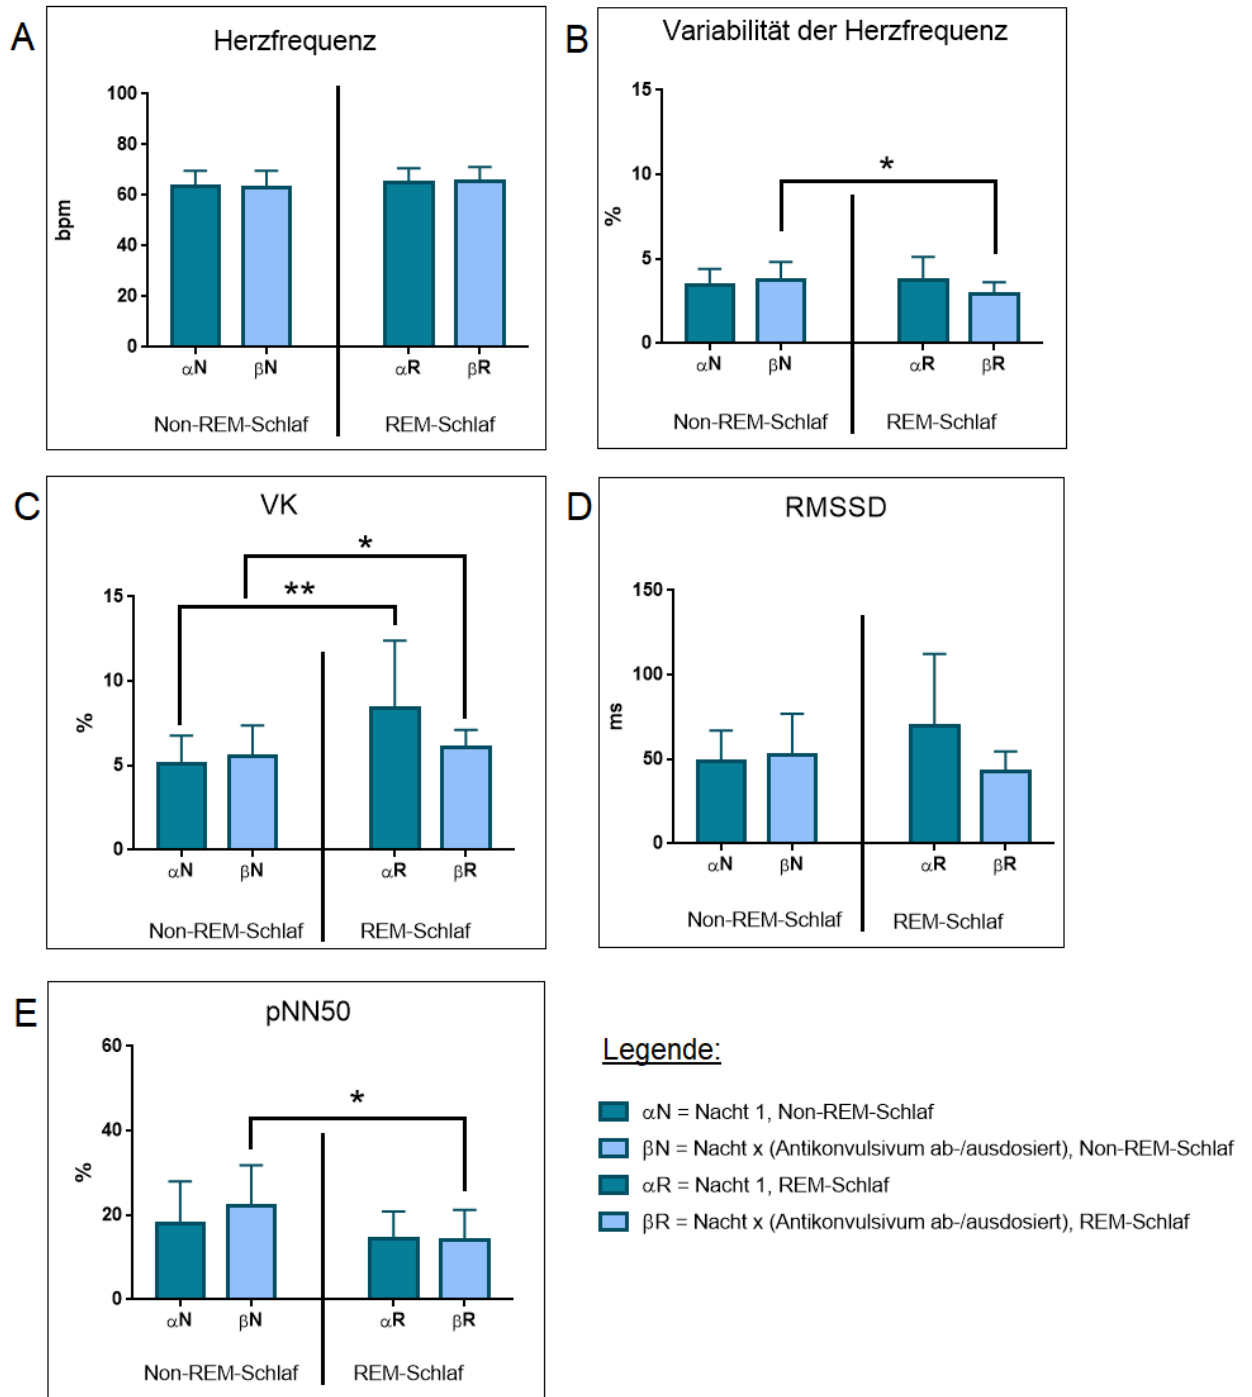 A
Herzfrequenz
bpm
100
80
60
40
20
0
αN
βN
αR
βR
Non-REM-Schlaf
REM-Schlaf
B
Variabilität der Herzfrequenz
%
15
10
5
0
*
αN
βN
αR
βR
Non-REM-Schlaf
REM-Schlaf
C
VK
*
**
%
15
10
5
0
αN
βN
αR
βR
Non-REM-Schlaf
REM-Schlaf
D
RMSSD
ms
150
100
50
0
αN
βN
αR
βR
Non-REM-Schlaf
REM-Schlaf
E
pNN50
%
60
40
20
0
*
αN
βN
αR
βR
Non-REM-Schlaf
REM-Schlaf
Legende:
αN = Nacht 1, Non-REM-Schlaf
βN = Nacht x (Antikonvulsivum ab-/ausdosiert), Non-REM-Schlaf
αR = Nacht 1, REM-Schlaf
βR = Nacht x (Antikonvulsivum ab-/ausdosiert), REM-Schlaf